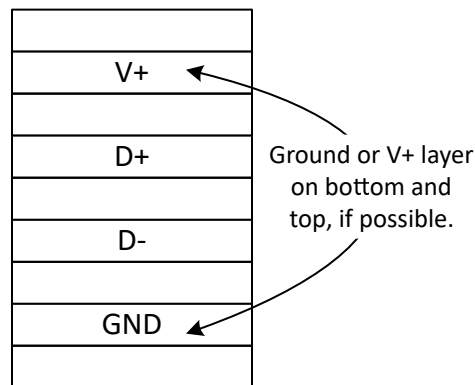 V+
D+
D-
GND
Ground or V+ layer
on bottom and
top, if possible.